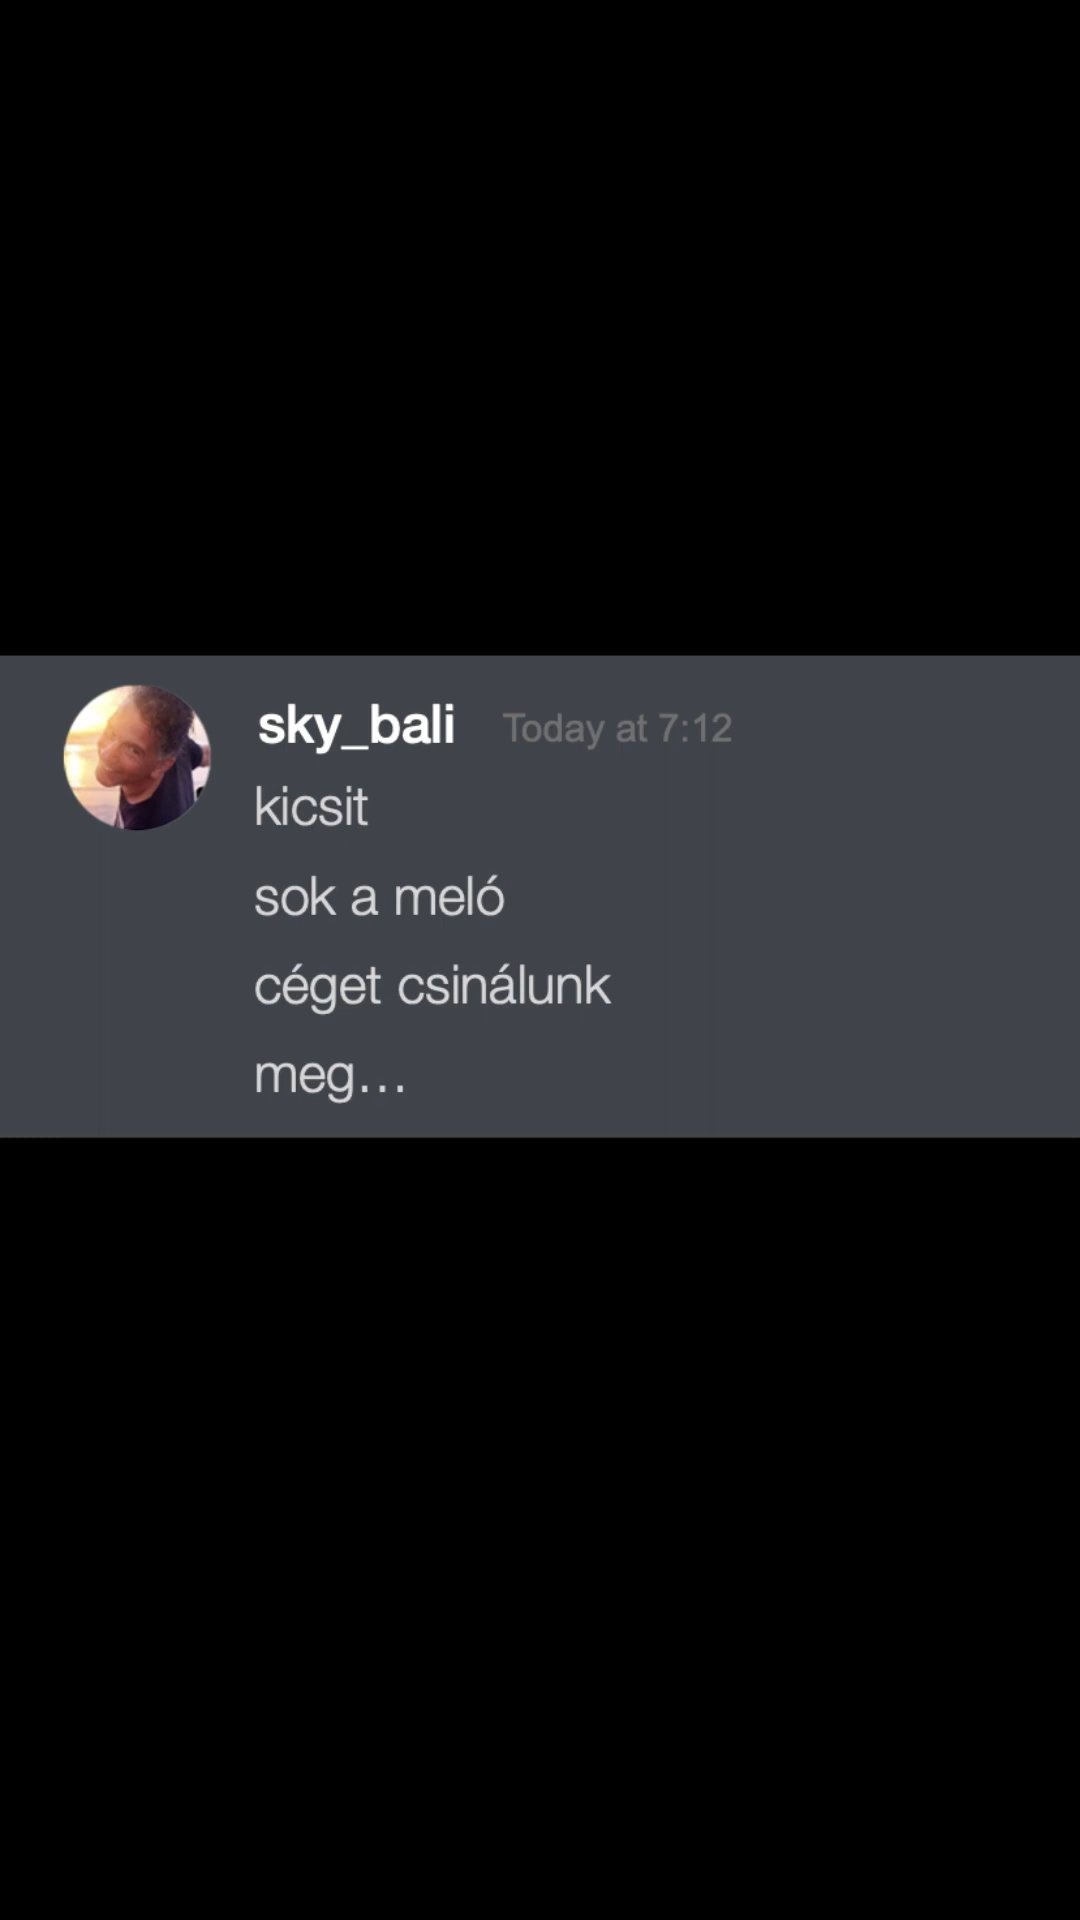 sky_bali Today at 7:12
kicsit
sok a meló
céget csinálunk
meg...